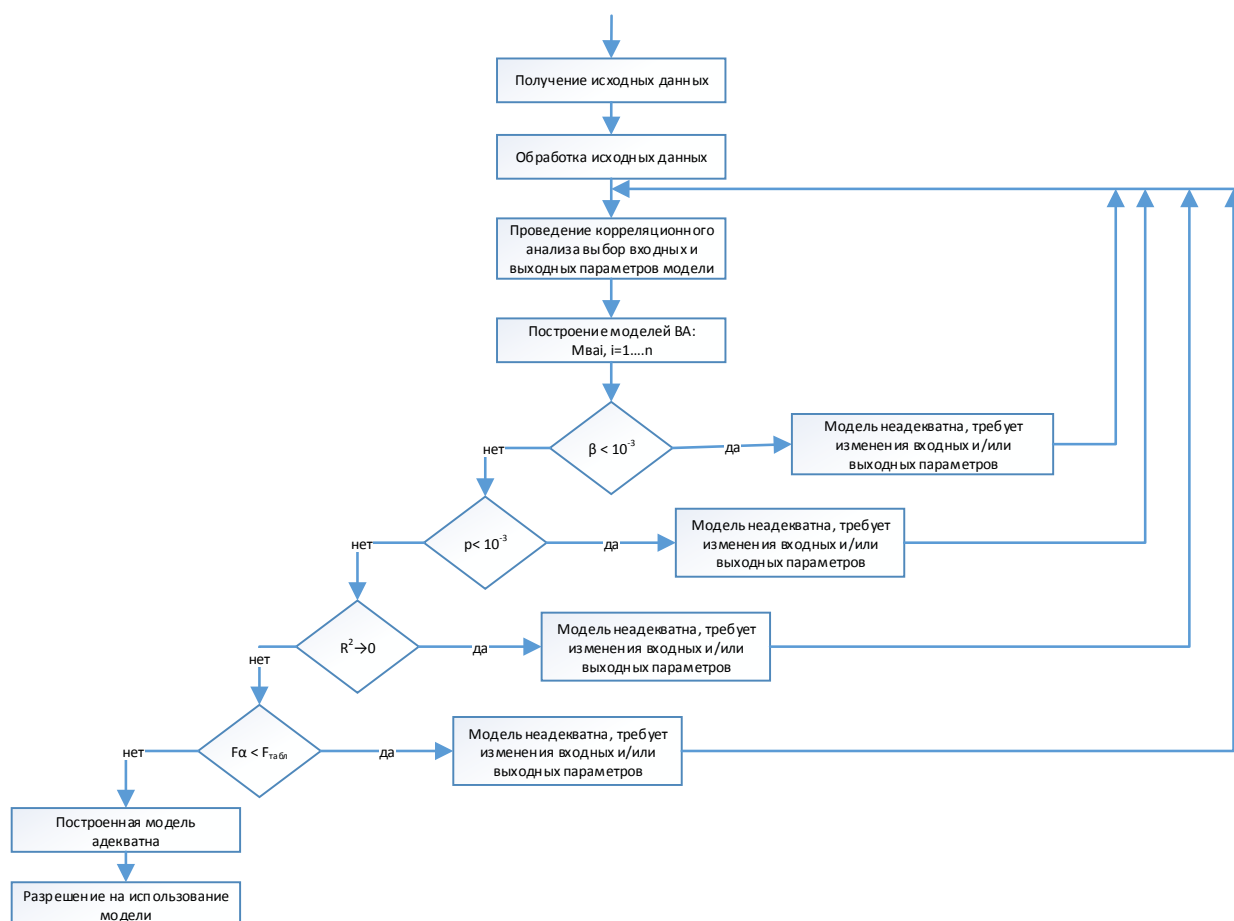 Получение исходных данных
Обработка исходных данных
Проведение корреляционного
анализа выбор входных и
выходных параметров модели
Построение моделей ВА:
Мваi, i=1....n
β < 10⁻³
нет
да
Модель неадекватна, требует
изменения входных и/или
выходных параметров
p< 10⁻³
нет
да
Модель неадекватна, требует
изменения входных и/или
выходных параметров
R²→0
нет
да
Модель неадекватна, требует
изменения входных и/или
выходных параметров
Fα < Fтабл
нет
да
Модель неадекватна, требует
изменения входных и/или
выходных параметров
Построенная модель
адекватна
Разрешение на использование
модели